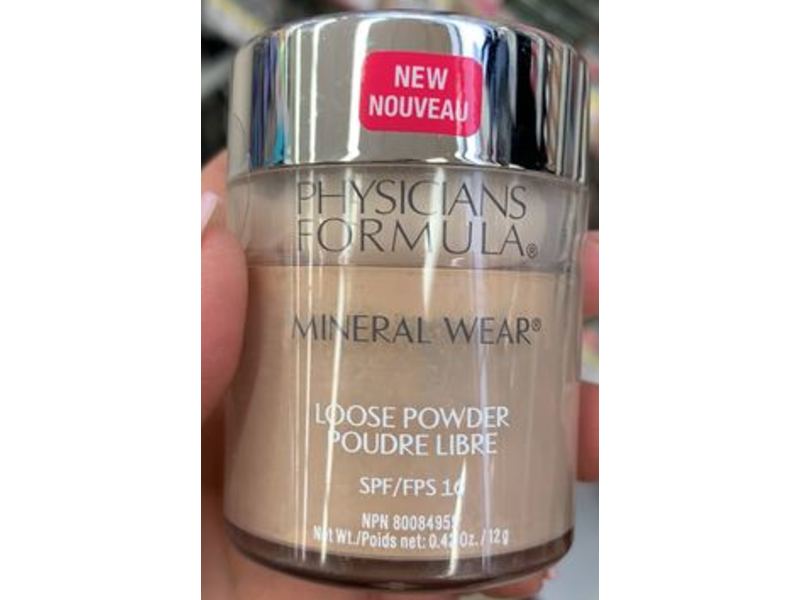 NEW
NOUVEAU
PHYSICIANS
FORMULA®
MINERAL WEAR®
LOOSE POWDER
POUDRE LIBRE
SPF/FPS 16
NPN
Net Wt./Poids net: Oz. / 12 g